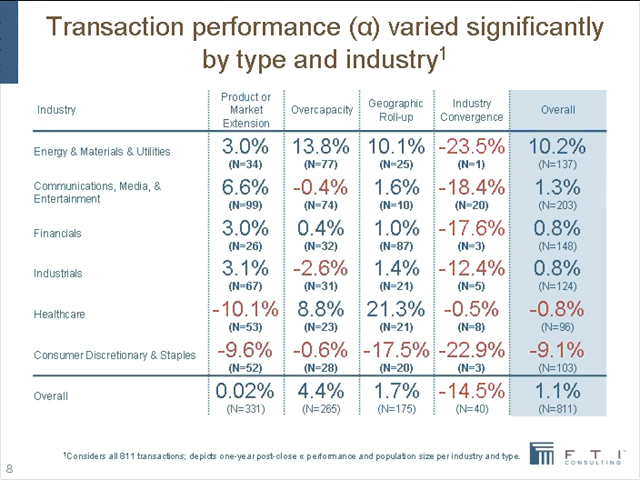 Transaction performance (α) varied significantly
by type and industry1
Industry
Product or
Market
Extension
Overcapacity
Geographic
Roll-up
Industry
Convergence
Overall
Energy & Materials & Utilities
3.0% 13.8% 10.1% -23.5% 10.2%
(N=34) (N=77) (N=25) (N=1) (N=137)
Communications, Media, &
Entertainment
6.6% -0.4% 1.6% -18.4% 1.3%
(N=99) (N=74) (N=10) (N=20) (N=203)
Financials
3.0% 0.4% 1.0% -17.6% 0.8%
(N=26) (N=32) (N=87) (N=3) (N=148)
Industrials
3.1% -2.6% 1.4% -12.4% 0.8%
(N=67) (N=31) (N=21) (N=5) (N=124)
Healthcare
-10.1% 8.8% 21.3% -0.5% -0.8%
(N=53) (N=23) (N=21) (N=8) (N=96)
Consumer Discretionary & Staples
-9.6% -0.6% -17.5% -22.9% -9.1%
(N=52) (N=28) (N=20) (N=3) (N=103)
Overall
0.02% 4.4% 1.7% -14.5% 1.1%
(N=331) (N=265) (N=175) (N=40) (N=811)
1Considers all 811 transactions; depicts one-year post-close α performance and population size per industry and type.
F T I™
CONSULTING
8